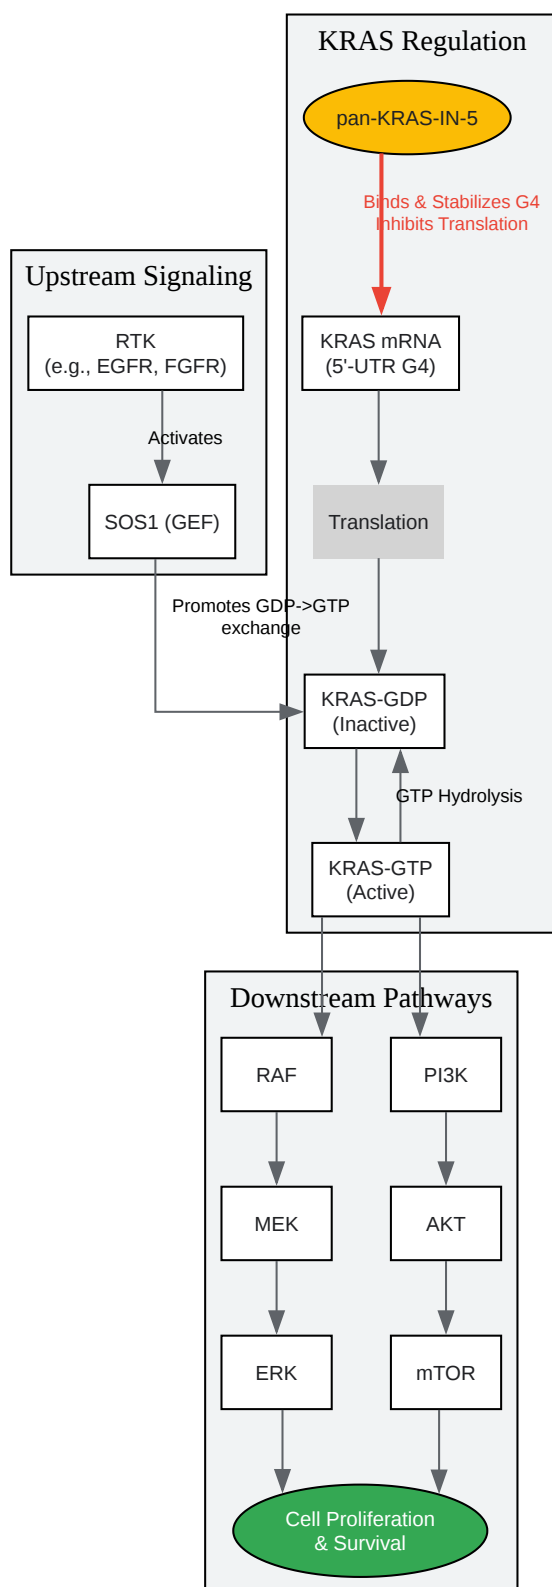 KRAS Regulation
pan-KRAS-IN-5
Binds & Stabilizes G4
Inhibits Translation
Upstream Signaling
RTK
(e.g., EGFR, FGFR)
KRAS mRNA
(5'-UTR G4)
Activates
SOS1 (GEF)
Translation
Promotes GDP->GTP
exchange
KRAS-GDP
(Inactive)
GTP Hydrolysis
KRAS-GTP
(Active)
Downstream Pathways
RAF
PI3K
MEK
AKT
ERK
mTOR
Cell Proliferation
& Survival